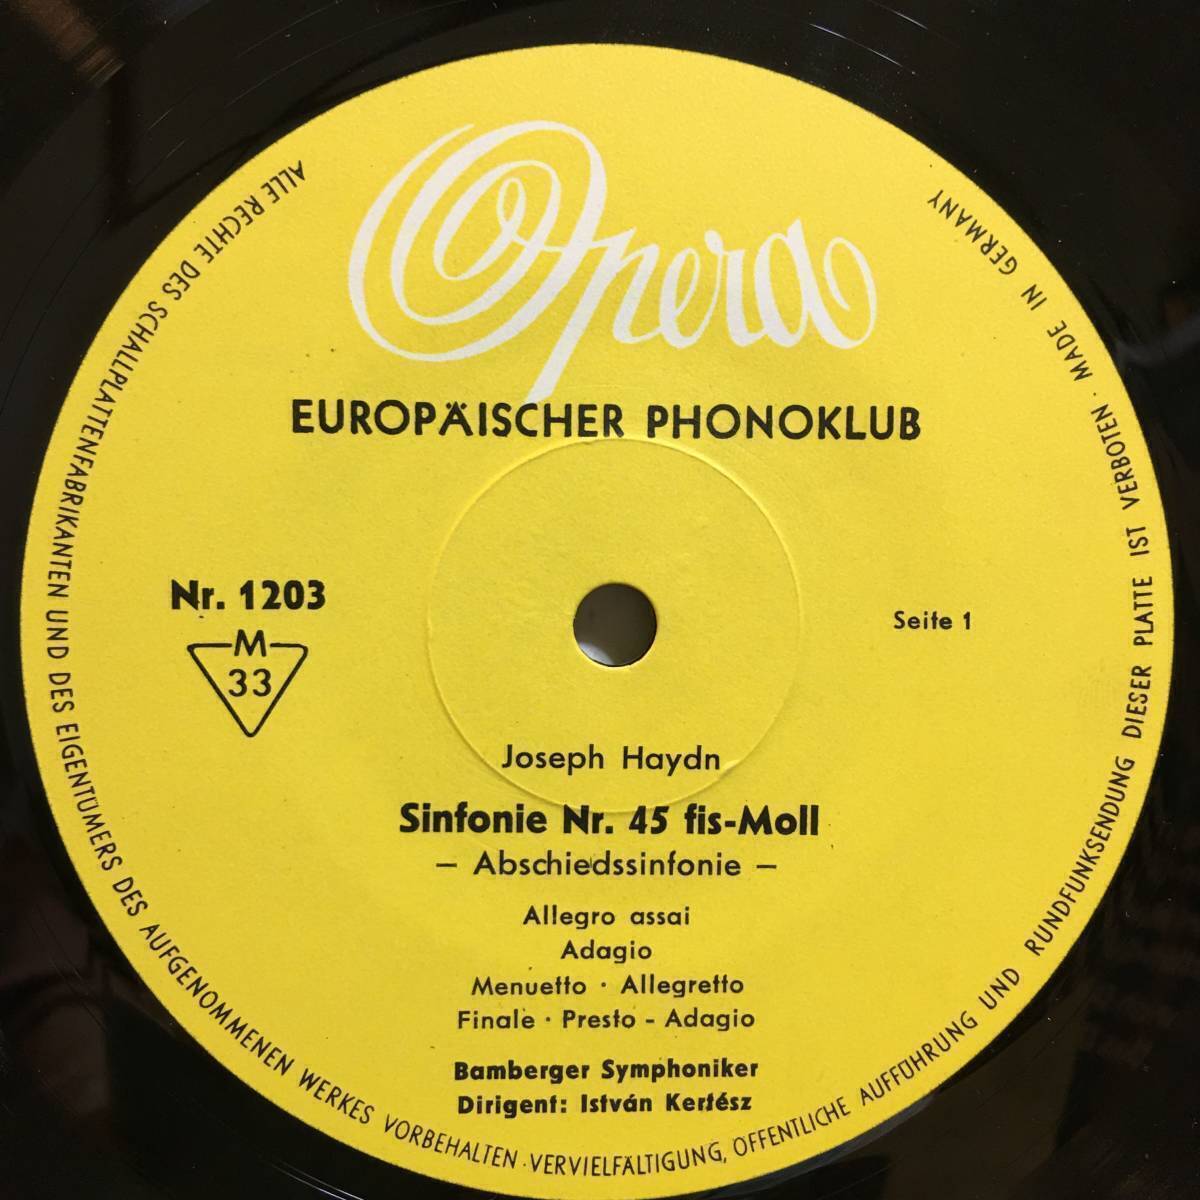 Opera
EUROPÄISCHER PHONOKLUB
Nr. 1203
M
33
Seite 1
Joseph Haydn
Sinfonie Nr. 45 fis-Moll
— Abschiedssinfonie —
Allegro assai
Adagio
Menuetto · Allegretto
Finale · Presto - Adagio
Bamberger Symphoniker
Dirigent: István Kertész
ALLE RECHTE DES SCHALLPLATTENFABRIKANTEN UND DES EIGENTÜMERS DES AUFGENOMMENEN WERKES VORBEHALTEN · VERVIELFÄLTIGUNG, ÖFFENTLICHE AUFFÜHRUNG UND RUNDFUNKSENDUNG DIESER PLATTE IST VERBOTEN · MADE IN GERMANY